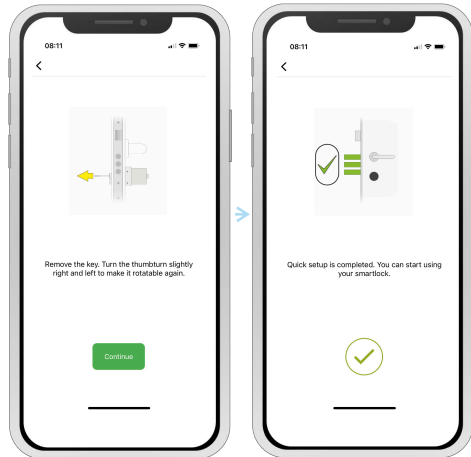 08:11
Remove the key. Turn the thumbturn slightly
right and left to make it rotatable again.
Continue
08:11
Quick setup is completed. You can start using
your smartlock.